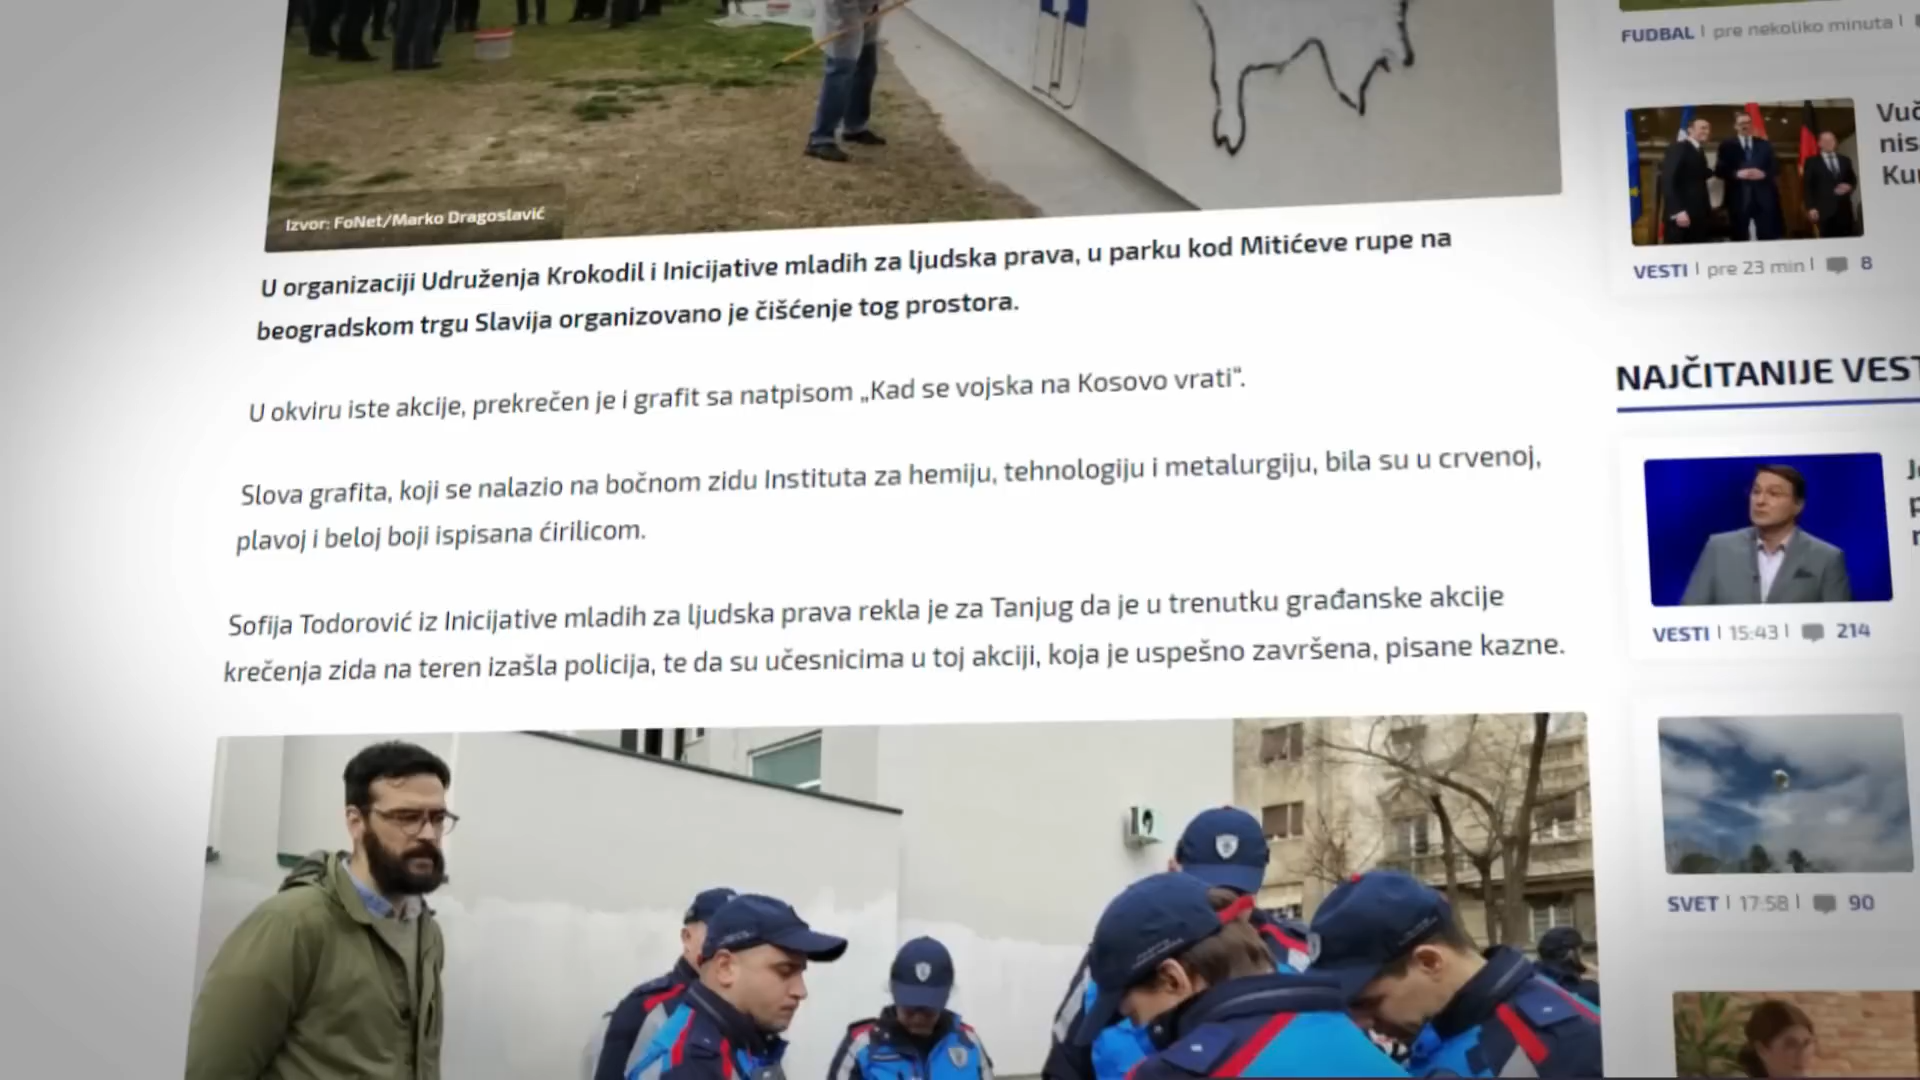 Izvor: FoNet/Marko Dragoslavić
U organizaciji Udruženja Krokodil i Inicijative mladih za ljudska prava, u parku kod Mitićeve rupe na
beogradskom trgu Slavija organizovano je čišćenje tog prostora.
U okviru iste akcije, prekrečen je i grafit sa natpisom „Kad se vojska na Kosovo vrati“.
Slova grafita, koji se nalazio na bočnom zidu Instituta za hemiju, tehnologiju i metalurgiju, bila su u crvenoj,
plavoj i beloj boji ispisana ćirilicom.
Sofija Todorović iz Inicijative mladih za ljudska prava rekla je za Tanjug da je u trenutku građanske akcije
krečenja zida na teren izašla policija, te da su učesnicima u toj akciji, koja je uspešno završena, pisane kazne.
19
FUDBAL | pre nekoliko minuta |
VESTI | pre 23 min | 8
NAJČITANIJE VEST
VESTI | 15:43 | 214
SVET | 17:58 | 90